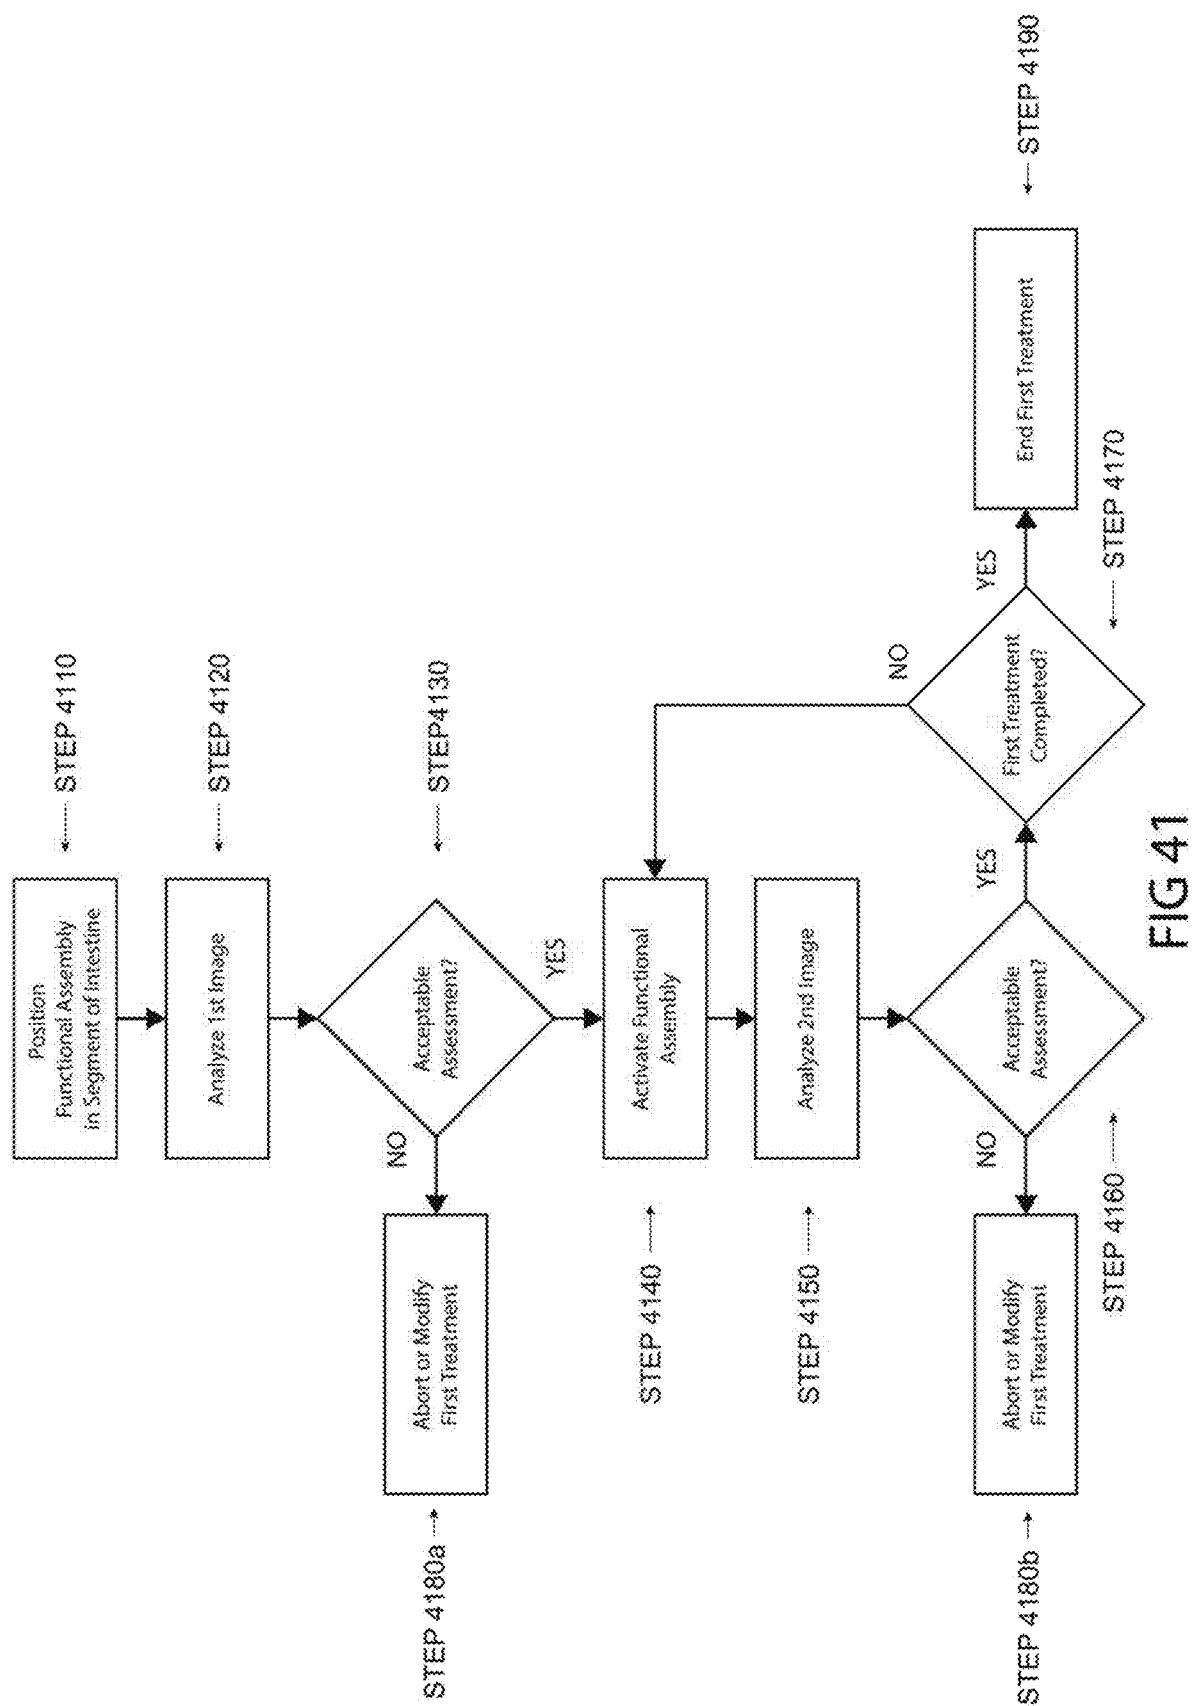 Position
Functional Assembly
in Segment of Intestine
STEP 4110
Analyze 1st Image
STEP 4120
Acceptable
Assessment?
STEP4130
NO
YES
Abort or Modify
First Treatment
STEP 4180a
Activate Functional
Assembly
STEP 4140
Analyze 2nd Image
STEP 4150
Acceptable
Assessment?
STEP 4160
NO
YES
Abort or Modify
First Treatment
STEP 4180b
First Treatment
Completed?
STEP 4170
NO
YES
End First Treatment
STEP 4190
FIG 41